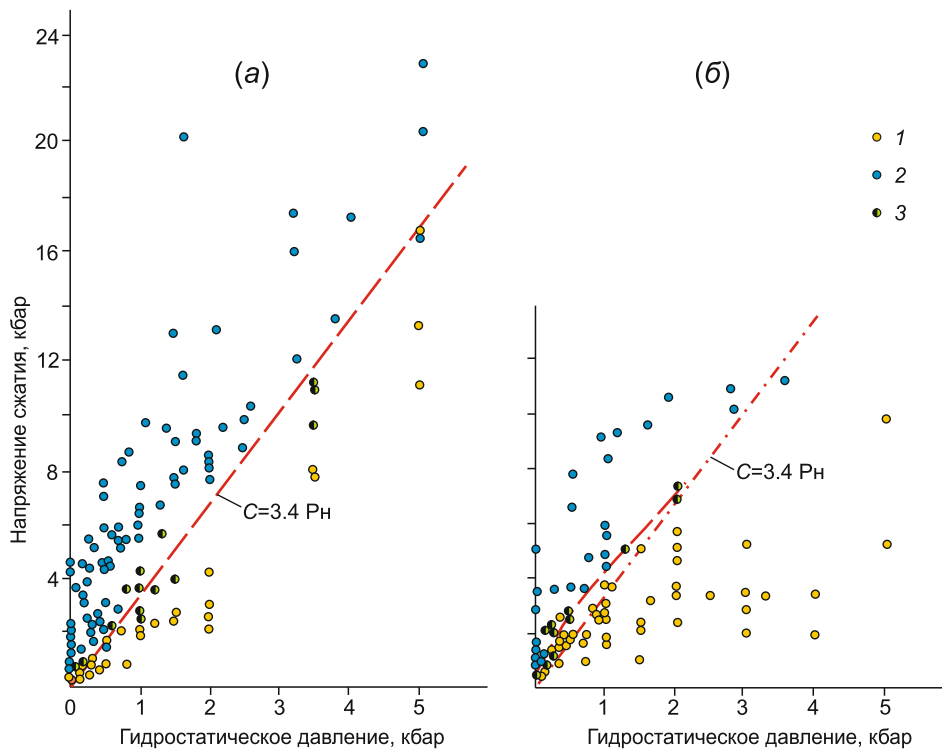 24
20
16
12
8
4
Напряжение сжатия, кбар
(а)
C=3.4 Рн
0 1 2 3 4 5
Гидростатическое давление, кбар
(б)
1
2
3
C=3.4 Рн
0 1 2 3 4 5
Гидростатическое давление, кбар